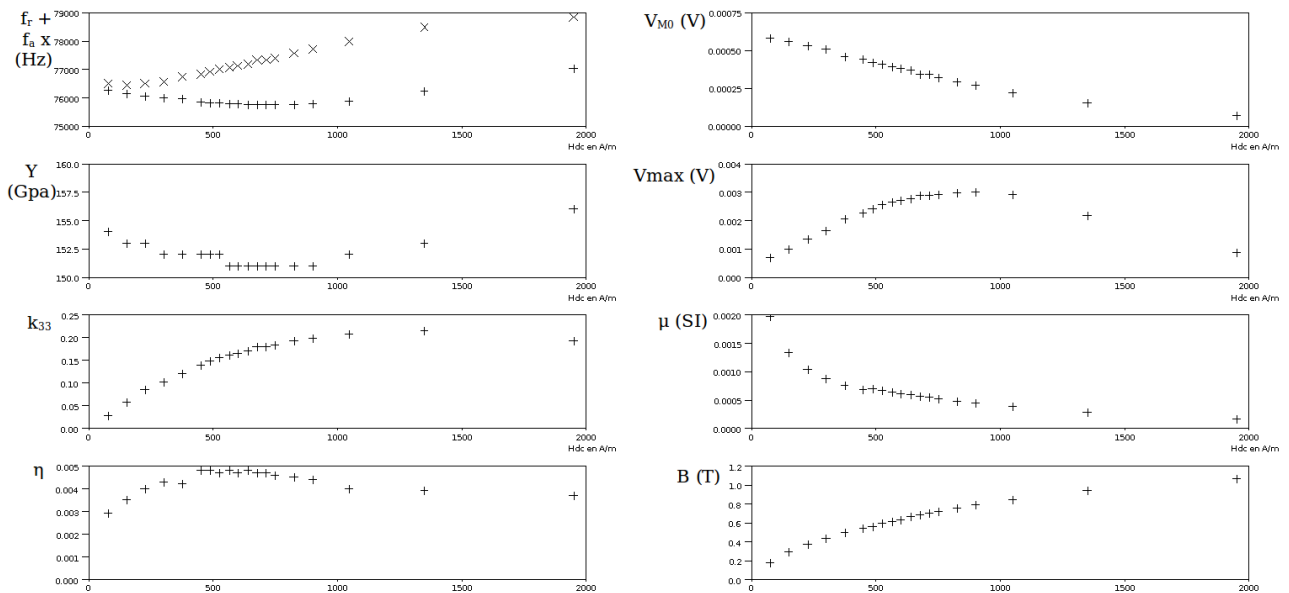 f_r +
f_a x
(Hz)
79000
78000
77000
76000
75000
0 500 1000 1500 2000
Hdc en A/m
V_M0 (V)
0.00075
0.00050
0.00025
0.00000
0 500 1000 1500 2000
Hdc en A/m
Y
(Gpa)
160.0
157.5
155.0
152.5
150.0
0 500 1000 1500 2000
Hdc en A/m
Vmax (V)
0.004
0.003
0.002
0.001
0.000
0 500 1000 1500 2000
Hdc en A/m
k_33
0.25
0.20
0.15
0.10
0.05
0.00
0 500 1000 1500 2000
Hdc en A/m
μ (SI)
0.0020
0.0015
0.0010
0.0005
0.0000
0 500 1000 1500 2000
Hdc en A/m
η
0.005
0.004
0.003
0.002
0.001
0.000
0 500 1000 1500 2000
B (T)
1.2
1.0
0.8
0.6
0.4
0.2
0.0
0 500 1000 1500 2000